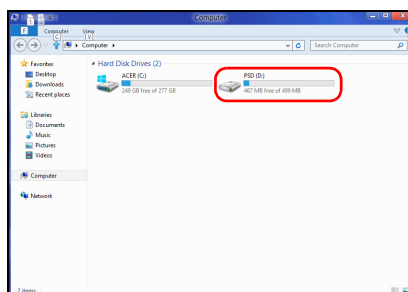 Computer
F
Computer View
C V
Computer
Search Computer
Favorites
Desktop
Downloads
Recent places
Libraries
Documents
Music
Pictures
Videos
Computer
Network
Hard Disk Drives (2)
ACER (C:)
249 GB free of 277 GB
PSD (D:)
467 MB free of 499 MB
2 items